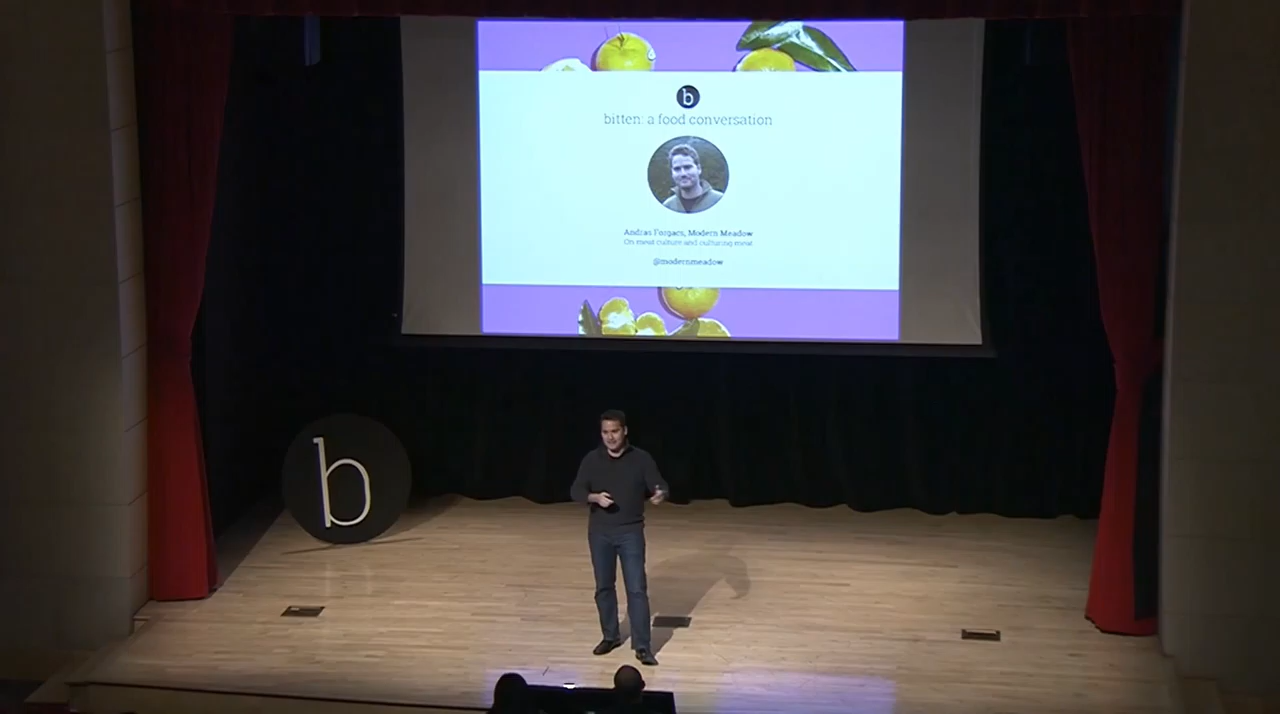 b
bitten: a food conversation
Andras Forgacs, Modern Meadow
On meat culture and culturing meat
@modernmeadow
b